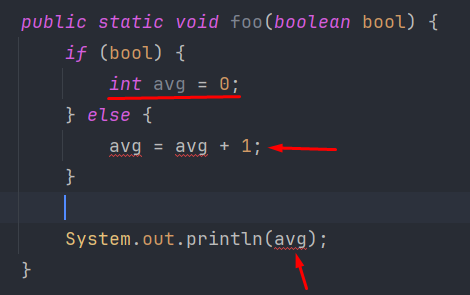 public static void foo(boolean bool) {
if (bool) {
int avg = 0;
} else {
avg = avg + 1;
}
System.out.println(avg);
}